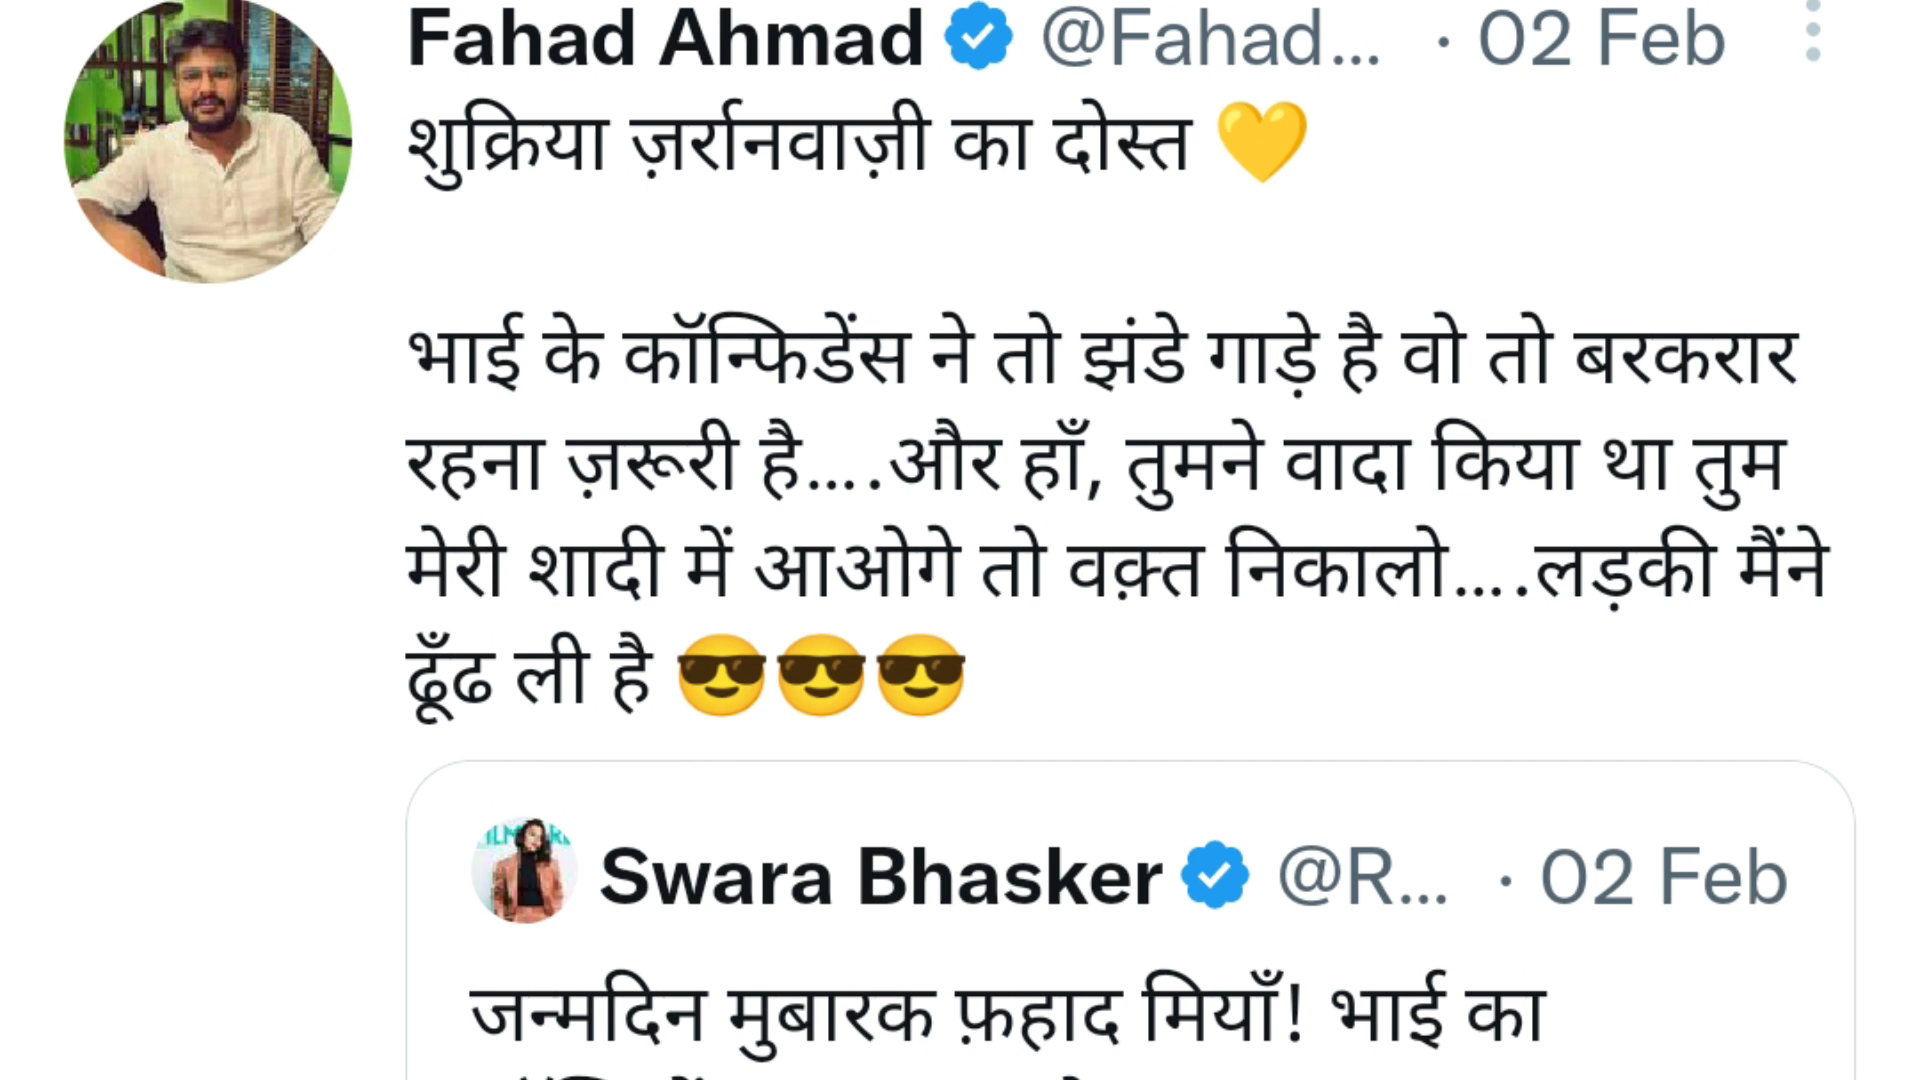 Fahad Ahmad @Fahad... · 02 Feb
शुक्रिया ज़र्रानवाज़ी का दोस्त 💛
भाई के कॉन्फिडेंस ने तो झंडे गाड़े है वो तो बरकरार
रहना ज़रूरी है....और हाँ, तुमने वादा किया था तुम
मेरी शादी में आओगे तो वक़्त निकालो....लड़की मैंने
ढूँढ ली है 😎😎😎
Swara Bhasker @R... · 02 Feb
जन्मदिन मुबारक फ़हाद मियाँ! भाई का